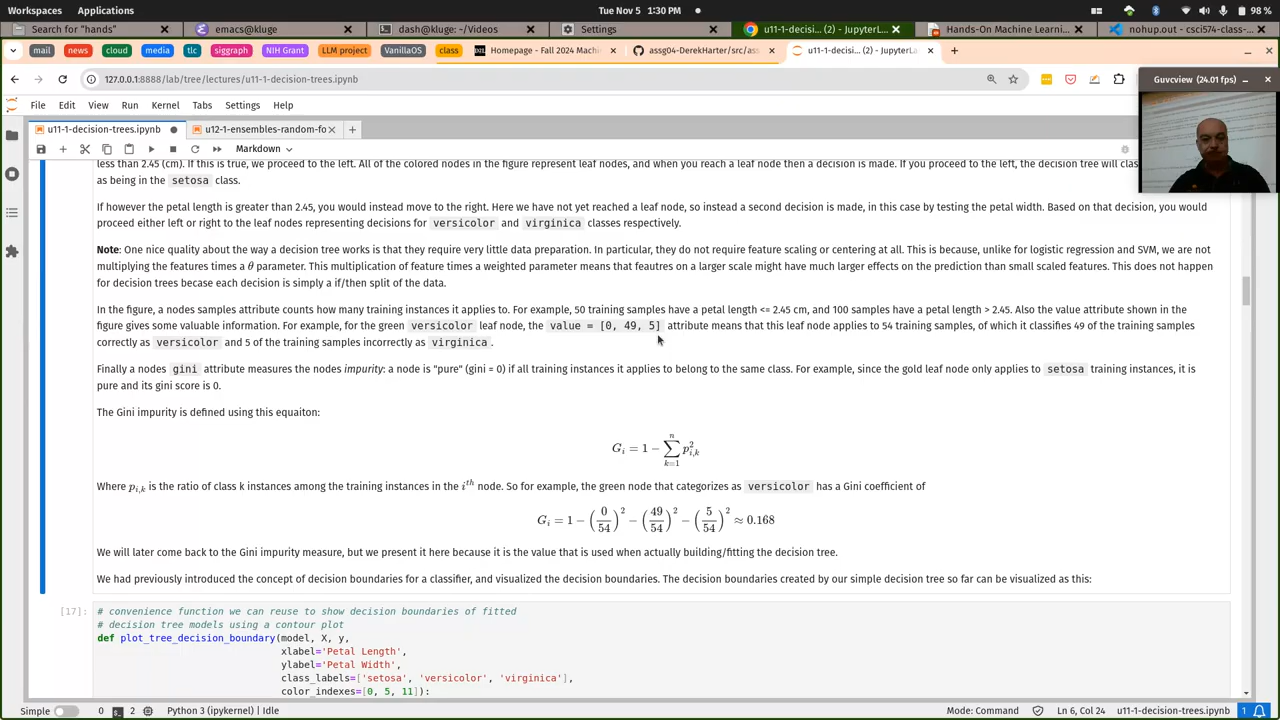 Workspaces Applications Tue Nov 5 1:30 PM 98 %
Search for "hands" emacs@kluge dash@kluge: ~/Videos Settings u11-1-decisi... (2) - JupyterLa... Hands-On Machine Learnin... nohup.out - csci574-class-...
mail news cloud media tlc siggraph NIH Grant LLM project VanillaOS class Homepage - Fall 2024 Machi... assg04-DerekHarter/src/ass... u11-1-decisi... (2) - JupyterL...
127.0.0.1:8888/lab/tree/lectures/u11-1-decision-trees.ipynb
Guvcview (24.01 fps)
File Edit View Run Kernel Tabs Settings Help
u11-1-decision-trees.ipynb u12-1-ensembles-random-fo
Markdown
less than 2.45 (cm). If this is true, we proceed to the left. All of the colored nodes in the figure represent leaf nodes, and when you reach a leaf node then a decision is made. If you proceed to the left, the decision tree will clas
as being in the setosa class.
If however the petal length is greater than 2.45, you would instead move to the right. Here we have not yet reached a leaf node, so instead a second decision is made, in this case by testing the petal width. Based on that decision, you would
proceed either left or right to the leaf nodes representing decisions for versicolor and virginica classes respectively.
Note: One nice quality about the way a decision tree works is that they require very little data preparation. In particular, they do not require feature scaling or centering at all. This is because, unlike for logistic regression and SVM, we are not
multiplying the features times a θ parameter. This multiplication of feature times a weighted parameter means that feautres on a larger scale might have much larger effects on the prediction than small scaled features. This does not happen
for decision trees becase each decision is simply a if/then split of the data.
In the figure, a nodes samples attribute counts how many training instances it applies to. For example, 50 training samples have a petal length <= 2.45 cm, and 100 samples have a petal length > 2.45. Also the value attribute shown in the
figure gives some valuable information. For example, for the green versicolor leaf node, the value = [0, 49, 5] attribute means that this leaf node applies to 54 training samples, of which it classifies 49 of the training samples
correctly as versicolor and 5 of the training samples incorrectly as virginica .
Finally a nodes gini attribute measures the nodes impurity: a node is "pure" (gini = 0) if all training instances it applies to belong to the same class. For example, since the gold leaf node only applies to setosa training instances, it is
pure and its gini score is 0.
The Gini impurity is defined using this equaiton:
G_i = 1 − ∑_{k=1}^{n} p_{i,k}^2
Where p_{i,k} is the ratio of class k instances among the training instances in the i^{th} node. So for example, the green node that categorizes as versicolor has a Gini coefficient of
G_i = 1 − (0/54)^2 − (49/54)^2 − (5/54)^2 ≈ 0.168
We will later come back to the Gini impurity measure, but we present it here because it is the value that is used when actually building/fitting the decision tree.
We had previously introduced the concept of decision boundaries for a classifier, and visualized the decision boundaries. The decision boundaries created by our simple decision tree so far can be visualized as this:
[17]: # convenience function we can reuse to show decision boundaries of fitted
# decision tree models using a contour plot
def plot_tree_decision_boundary(model, X, y,
xlabel='Petal Length',
ylabel='Petal Width',
class_labels=['setosa', 'versicolor', 'virginica'],
color_indexes=[0, 5, 11]):
Simple 0 2 Python 3 (ipykernel) | Idle Mode: Command Ln 6, Col 24 u11-1-decision-trees.ipynb 1